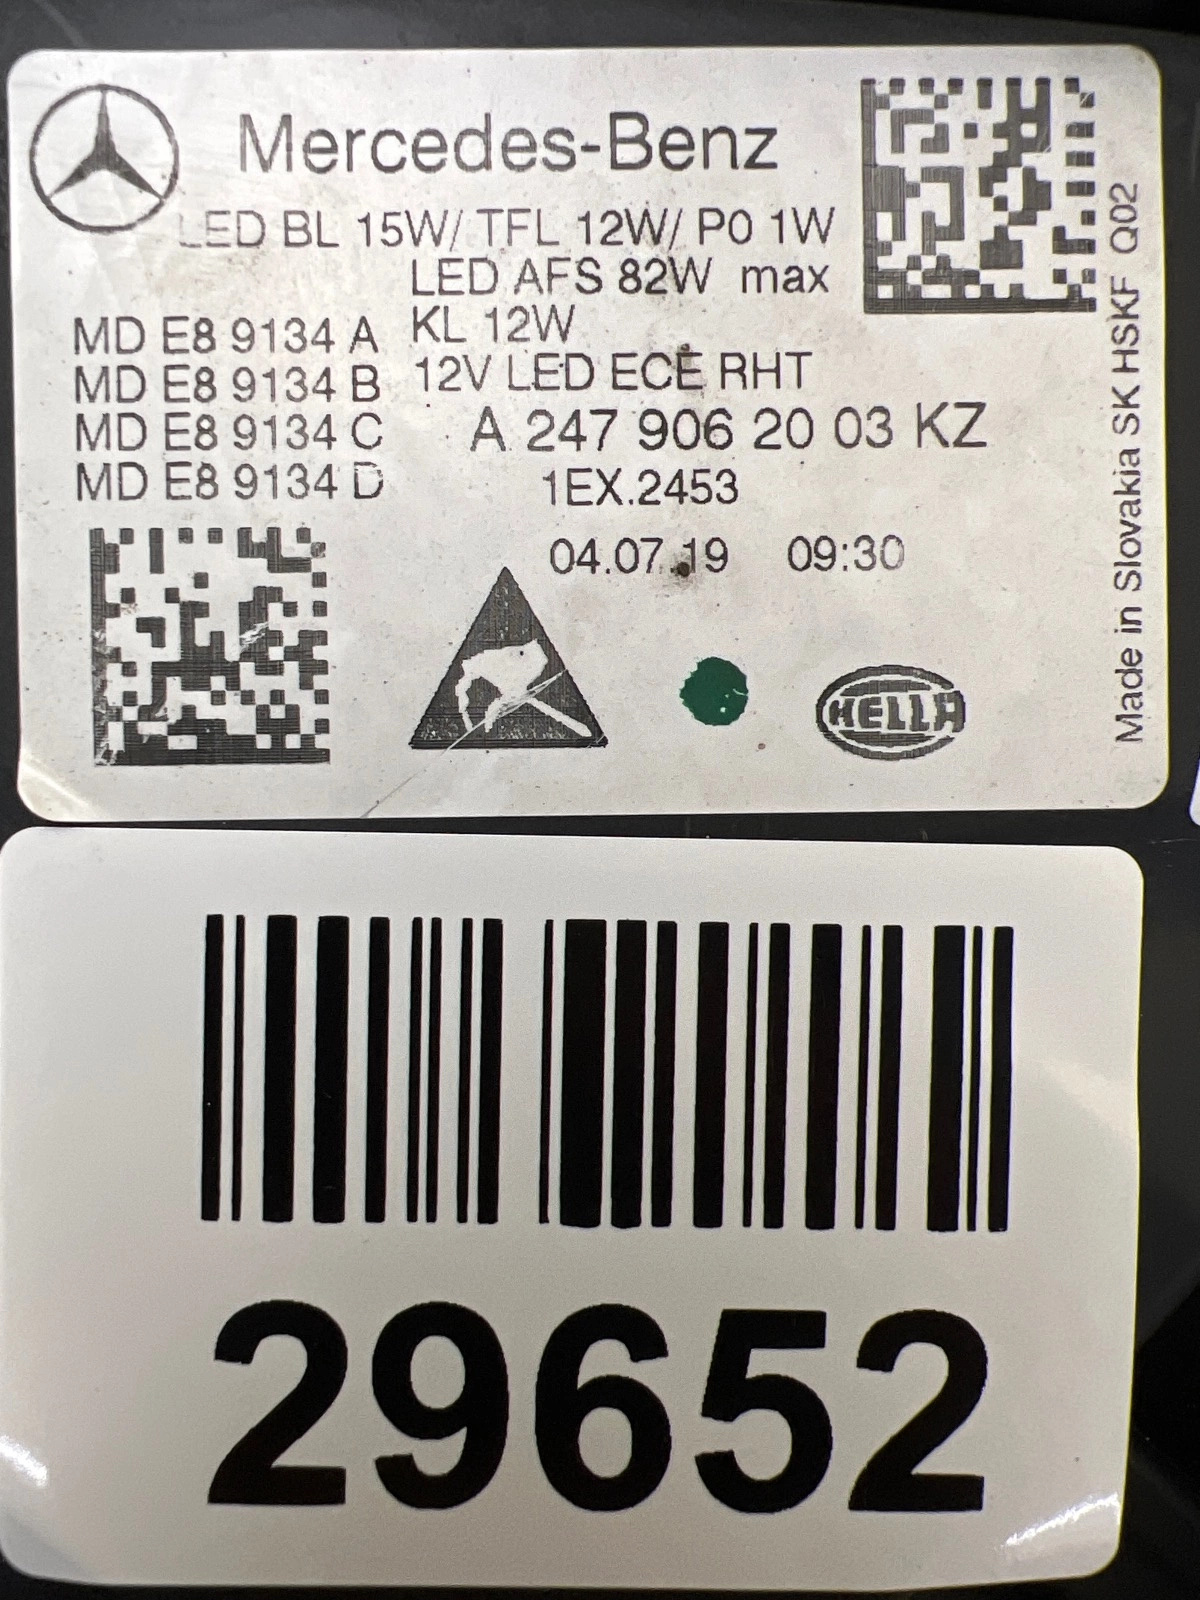 Mercedes-Benz
LED BL 15W/ TFL 12W/ PO 1W
LED AFS 82W max
KL 12W
12V LED ECE RHT
MD E8 9134 A
MD E8 9134 B
MD E8 9134 C
MD E8 9134 D
A 247 906 20 03 KZ
1EX.2453
04.07.19 09:30
HELLA
Made in Slovakia SK HSKF Q02
29652